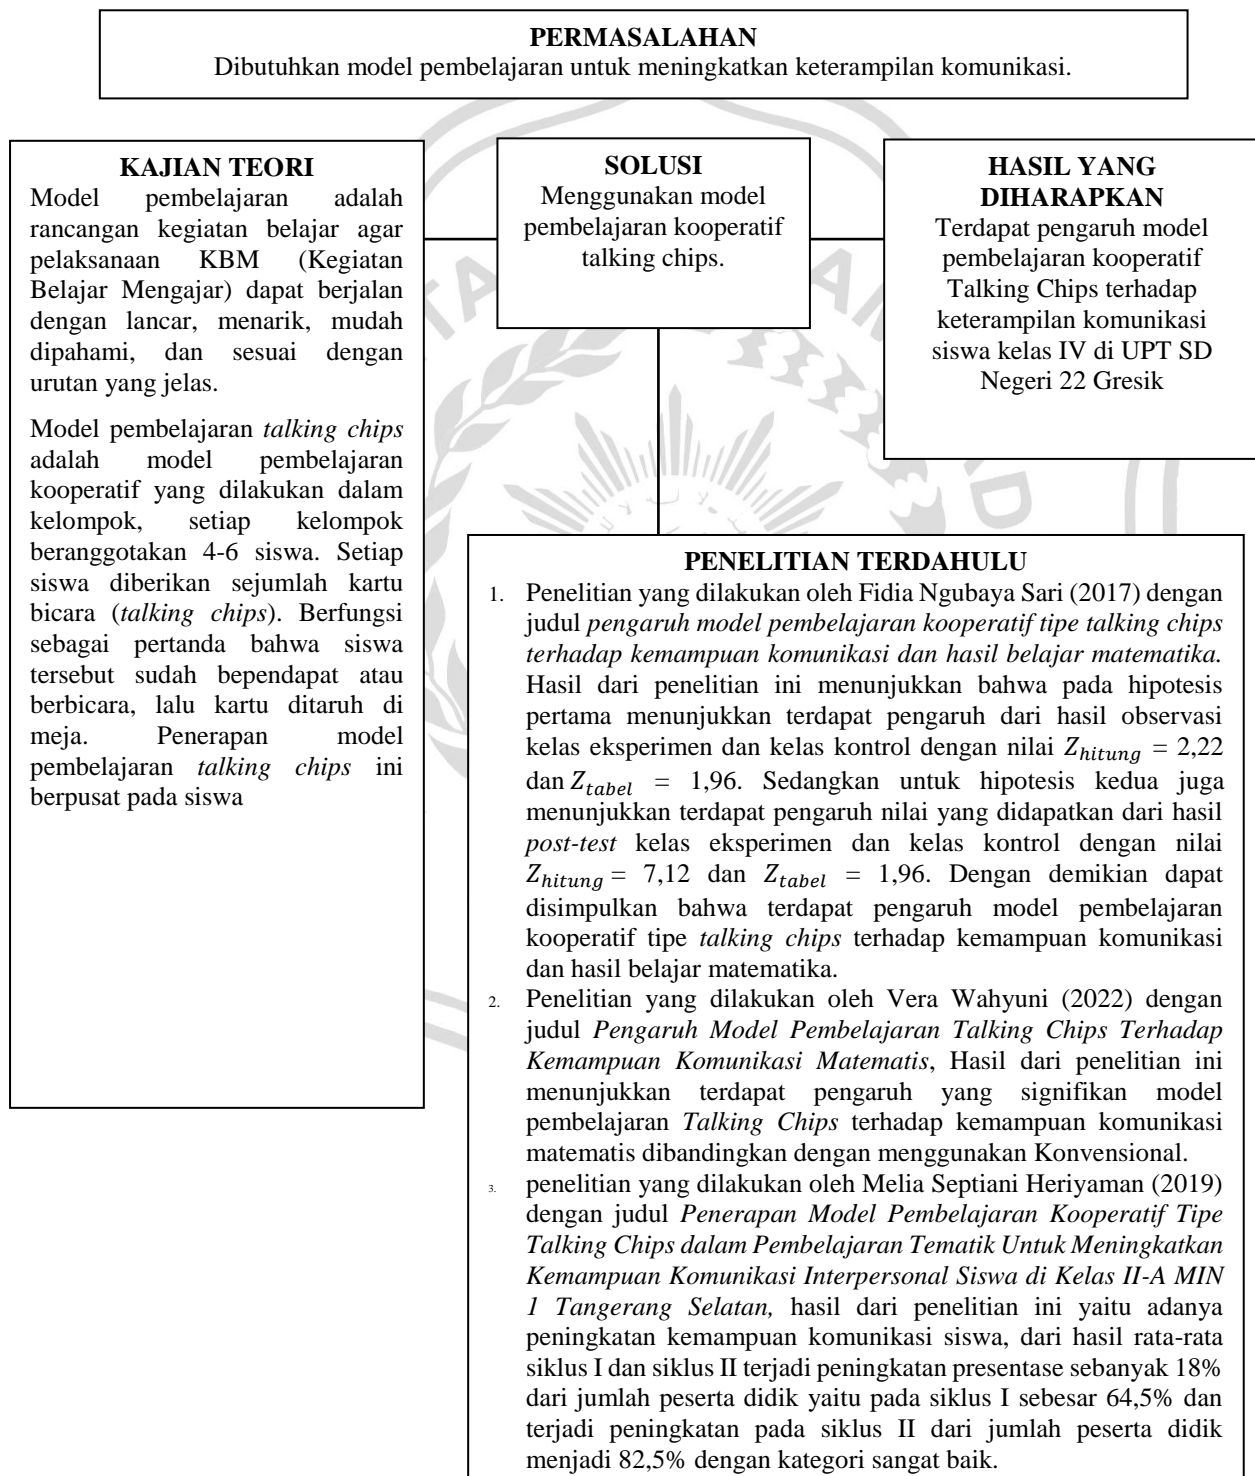 PERMASALAHAN
Dibutuhkan model pembelajaran untuk meningkatkan keterampilan komunikasi.
KAJIAN TEORI
Model pembelajaran adalah
rancangan kegiatan belajar agar
pelaksanaan KBM (Kegiatan
Belajar Mengajar) dapat berjalan
dengan lancar, menarik, mudah
dipahami, dan sesuai dengan
urutan yang jelas.
Model pembelajaran talking chips
adalah model pembelajaran
kooperatif yang dilakukan dalam
kelompok, setiap kelompok
beranggotakan 4-6 siswa. Setiap
siswa diberikan sejumlah kartu
bicara (talking chips). Berfungsi
sebagai pertanda bahwa siswa
tersebut sudah bependapat atau
berbicara, lalu kartu ditaruh di
meja. Penerapan model
pembelajaran talking chips ini
berpusat pada siswa
SOLUSI
Menggunakan model
pembelajaran kooperatif
talking chips.
HASIL YANG
DIHARAPKAN
Terdapat pengaruh model
pembelajaran kooperatif
Talking Chips terhadap
keterampilan komunikasi
siswa kelas IV di UPT SD
Negeri 22 Gresik
PENELITIAN TERDAHULU
1. Penelitian yang dilakukan oleh Fidia Ngubaya Sari (2017) dengan
judul pengaruh model pembelajaran kooperatif tipe talking chips
terhadap kemampuan komunikasi dan hasil belajar matematika.
Hasil dari penelitian ini menunjukkan bahwa pada hipotesis
pertama menunjukkan terdapat pengaruh dari hasil observasi
kelas eksperimen dan kelas kontrol dengan nilai Zhitung = 2,22
dan Ztabel = 1,96. Sedangkan untuk hipotesis kedua juga
menunjukkan terdapat pengaruh nilai yang didapatkan dari hasil
post-test kelas eksperimen dan kelas kontrol dengan nilai
Zhitung = 7,12 dan Ztabel = 1,96. Dengan demikian dapat
disimpulkan bahwa terdapat pengaruh model pembelajaran
kooperatif tipe talking chips terhadap kemampuan komunikasi
dan hasil belajar matematika.
2. Penelitian yang dilakukan oleh Vera Wahyuni (2022) dengan
judul Pengaruh Model Pembelajaran Talking Chips Terhadap
Kemampuan Komunikasi Matematis, Hasil dari penelitian ini
menunjukkan terdapat pengaruh yang signifikan model
pembelajaran Talking Chips terhadap kemampuan komunikasi
matematis dibandingkan dengan menggunakan Konvensional.
3. penelitian yang dilakukan oleh Melia Septiani Heriyaman (2019)
dengan judul Penerapan Model Pembelajaran Kooperatif Tipe
Talking Chips dalam Pembelajaran Tematik Untuk Meningkatkan
Kemampuan Komunikasi Interpersonal Siswa di Kelas II-A MIN
1 Tangerang Selatan, hasil dari penelitian ini yaitu adanya
peningkatan kemampuan komunikasi siswa, dari hasil rata-rata
siklus I dan siklus II terjadi peningkatan presentase sebanyak 18%
dari jumlah peserta didik yaitu pada siklus I sebesar 64,5% dan
terjadi peningkatan pada siklus II dari jumlah peserta didik
menjadi 82,5% dengan kategori sangat baik.